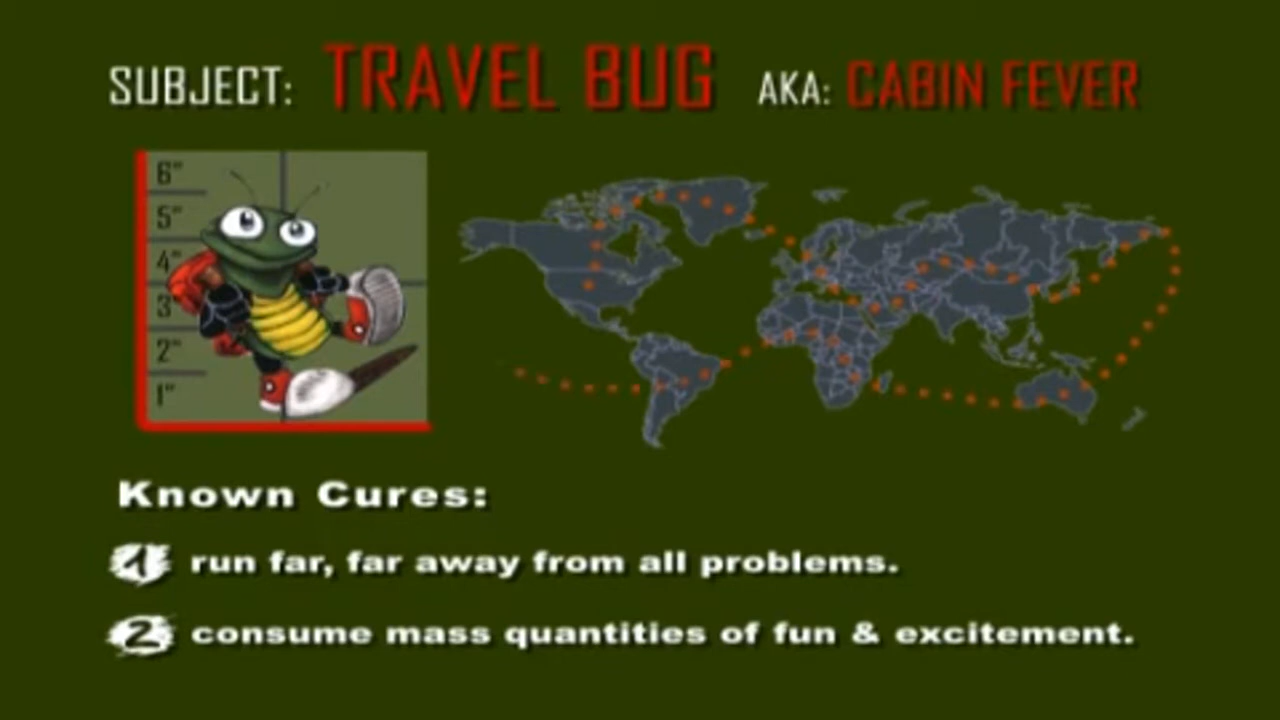 SUBJECT: TRAVEL BUG AKA: CABIN FEVER
6"
5"
4"
3"
2"
1"
Known Cures:
1 run far, far away from all problems.
2 consume mass quantities of fun & excitement.